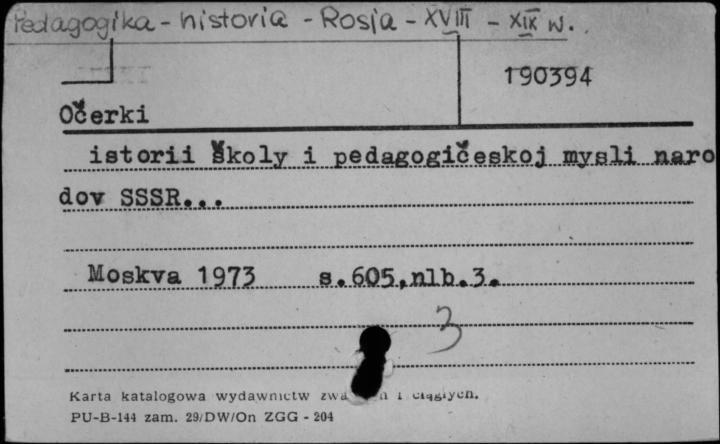 Pedagogika - historia - Rosja - XVIII - XIX w.
190394
Očerki
istorii školy i pedagogičeskoj mysli naro
dov SSSR...
Moskva 1973 s.605,nlb.3.
3
Karta katalogowa wydawnictw i ciągłych.
PU-B-144 zam. 29/DW/On ZGG - 204